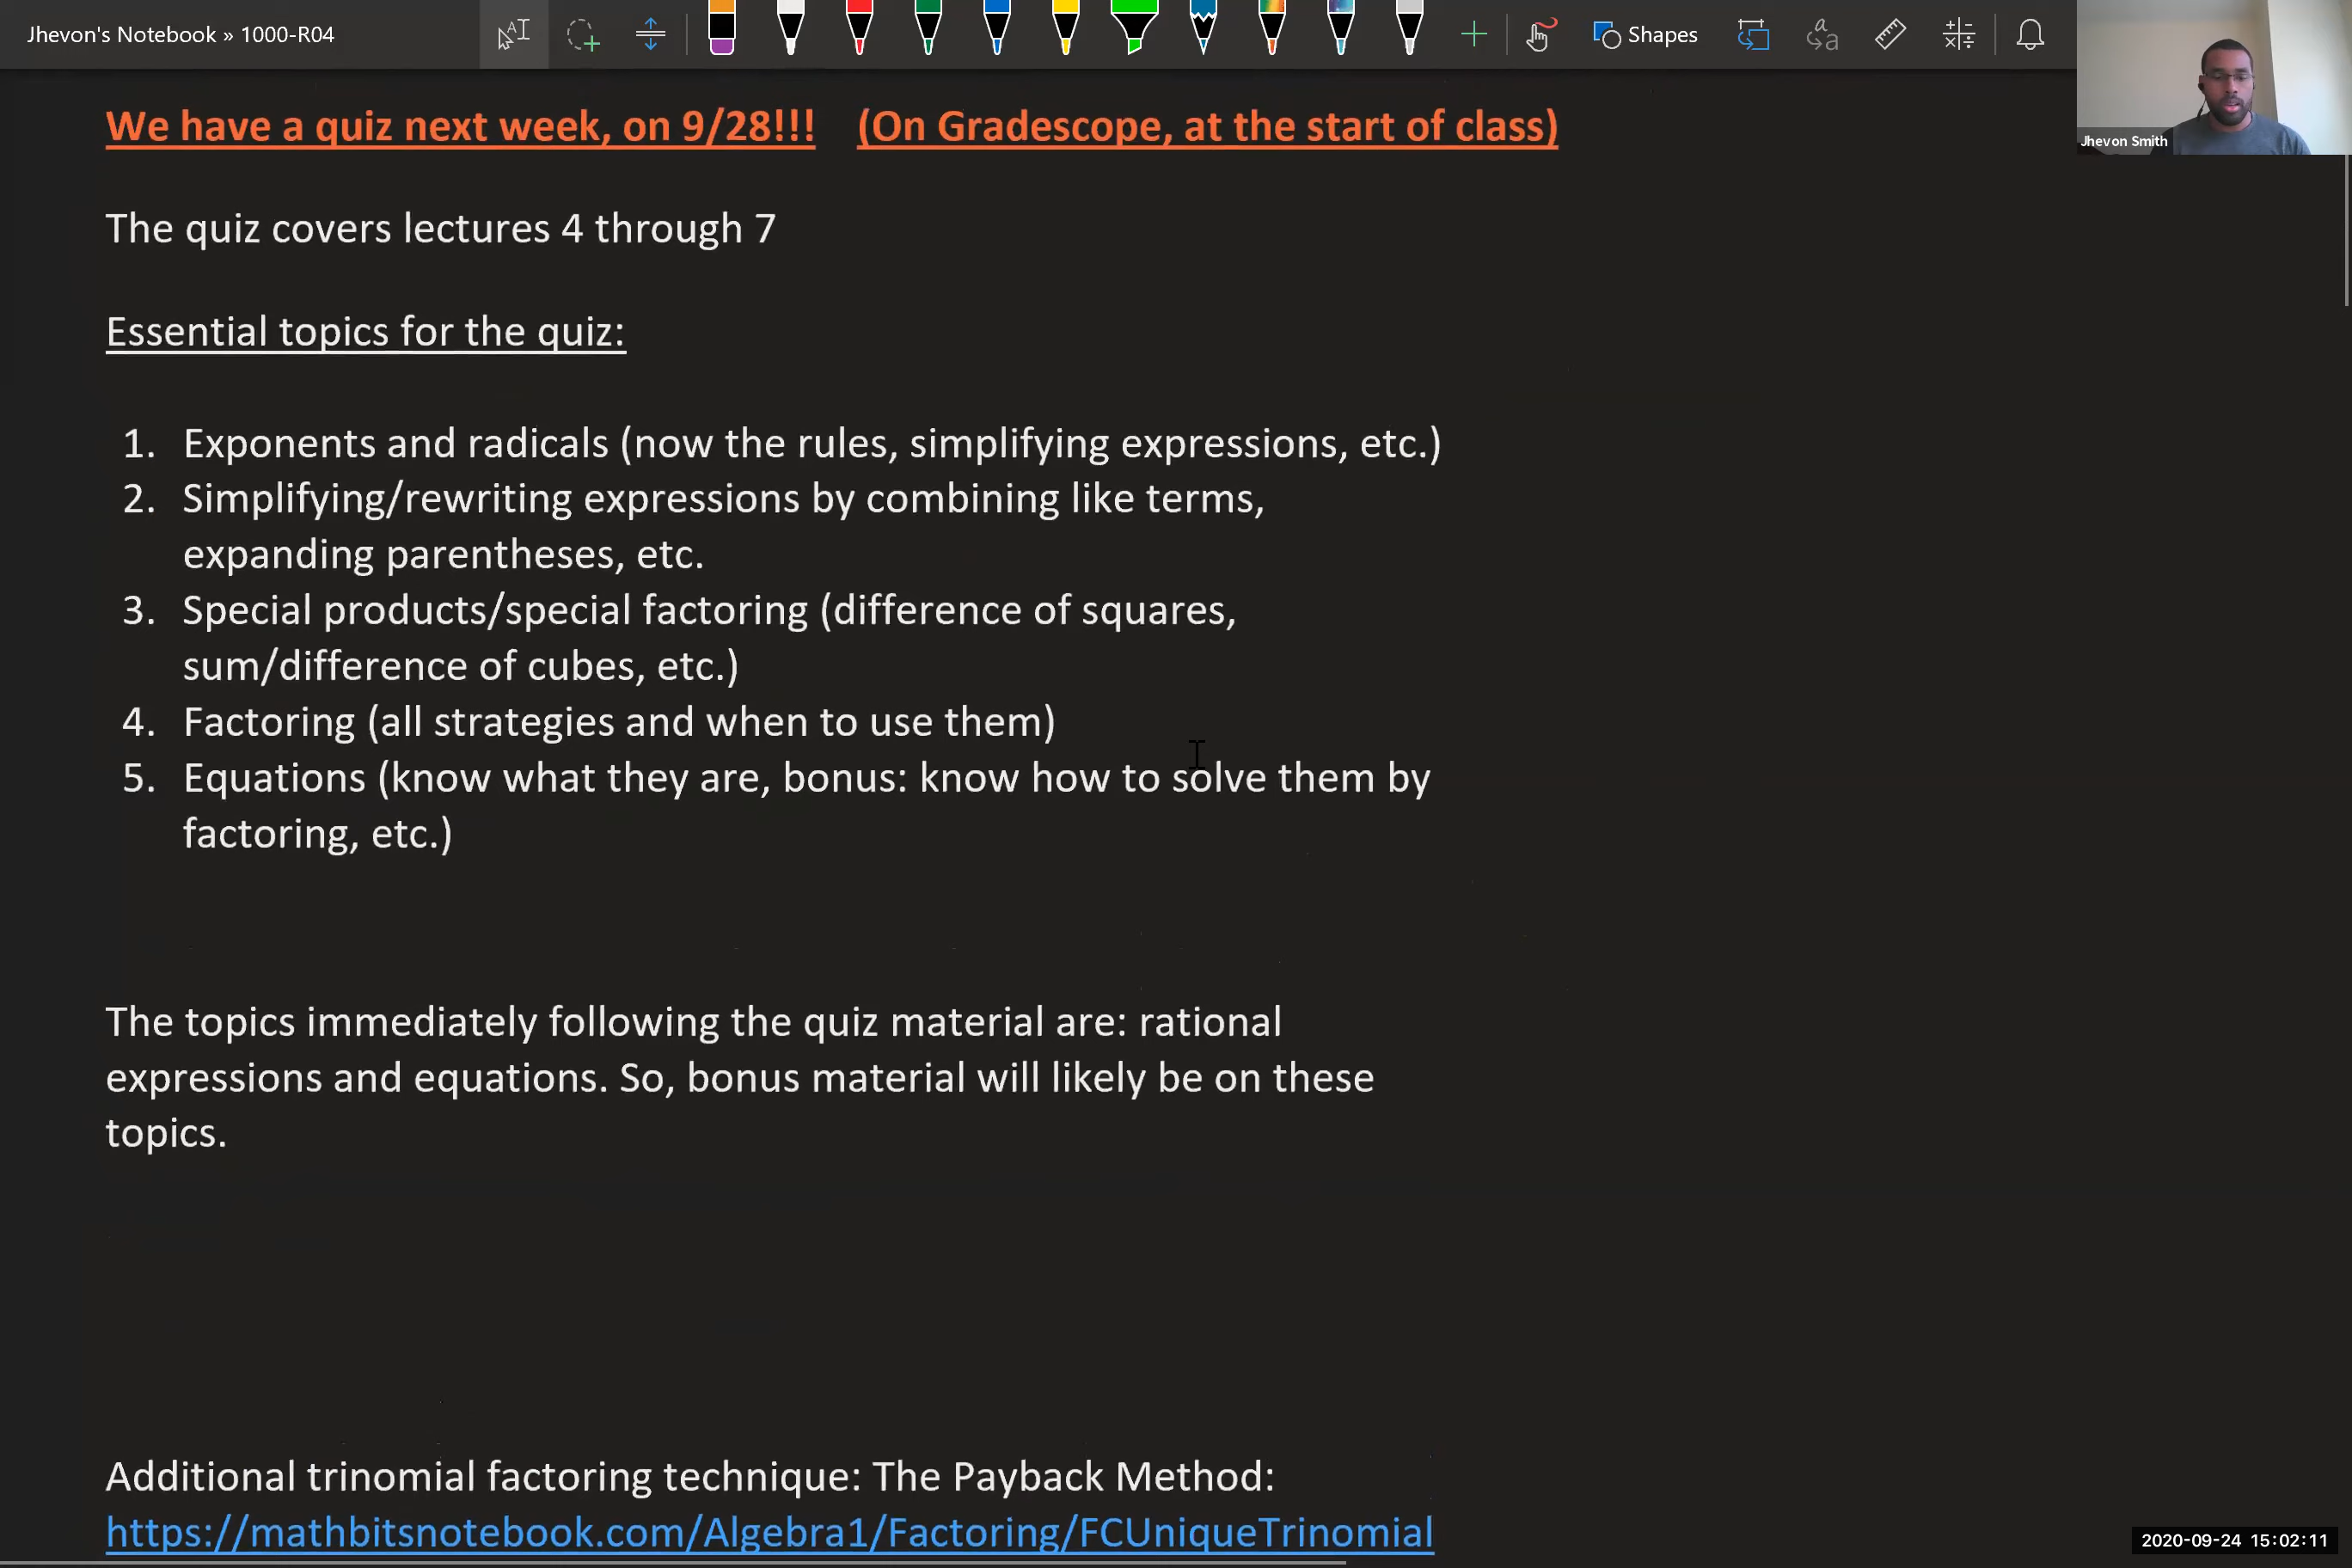 Jhevon's Notebook » 1000-R04
Shapes
Jhevon Smith
We have a quiz next week, on 9/28!!! (On Gradescope, at the start of class)
The quiz covers lectures 4 through 7
Essential topics for the quiz:
1. Exponents and radicals (now the rules, simplifying expressions, etc.)
2. Simplifying/rewriting expressions by combining like terms,
expanding parentheses, etc.
3. Special products/special factoring (difference of squares,
sum/difference of cubes, etc.)
4. Factoring (all strategies and when to use them)
5. Equations (know what they are, bonus: know how to solve them by
factoring, etc.)
The topics immediately following the quiz material are: rational
expressions and equations. So, bonus material will likely be on these
topics.
Additional trinomial factoring technique: The Payback Method:
https://mathbitsnotebook.com/Algebra1/Factoring/FCUniqueTrinomial
2020-09-24 15:02:11